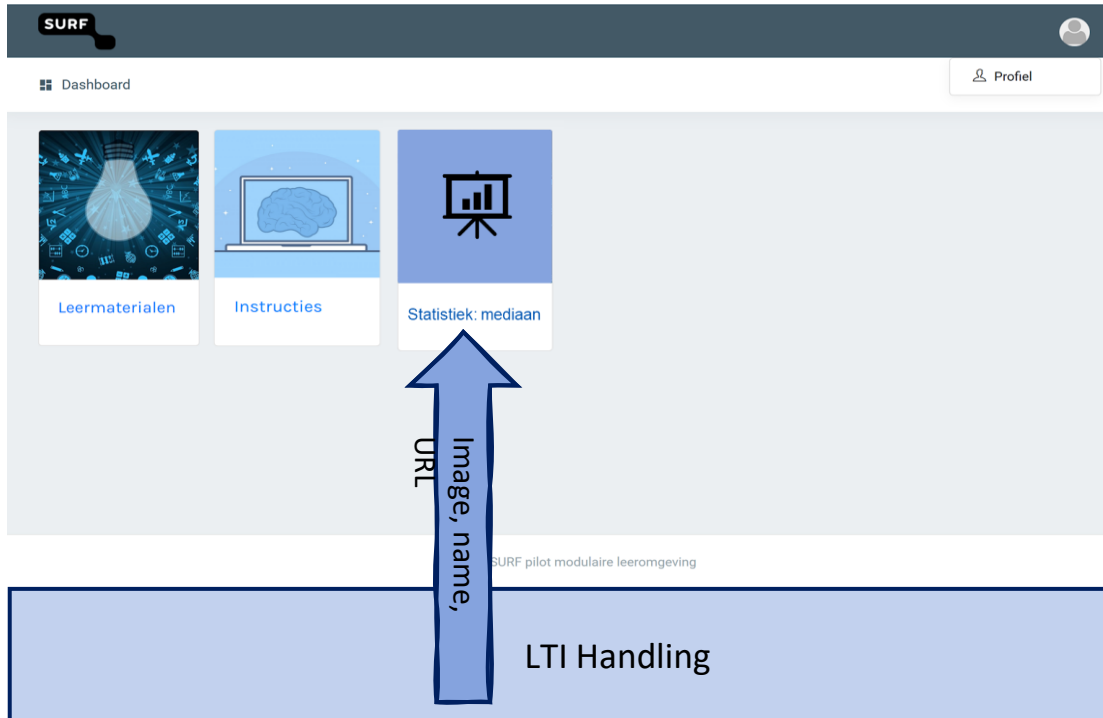 SURF
Profiel
Dashboard
Leermaterialen
Instructies
Statistiek: mediaan
Image, name,
URL
SURF pilot modulaire leeromgeving
LTI Handling